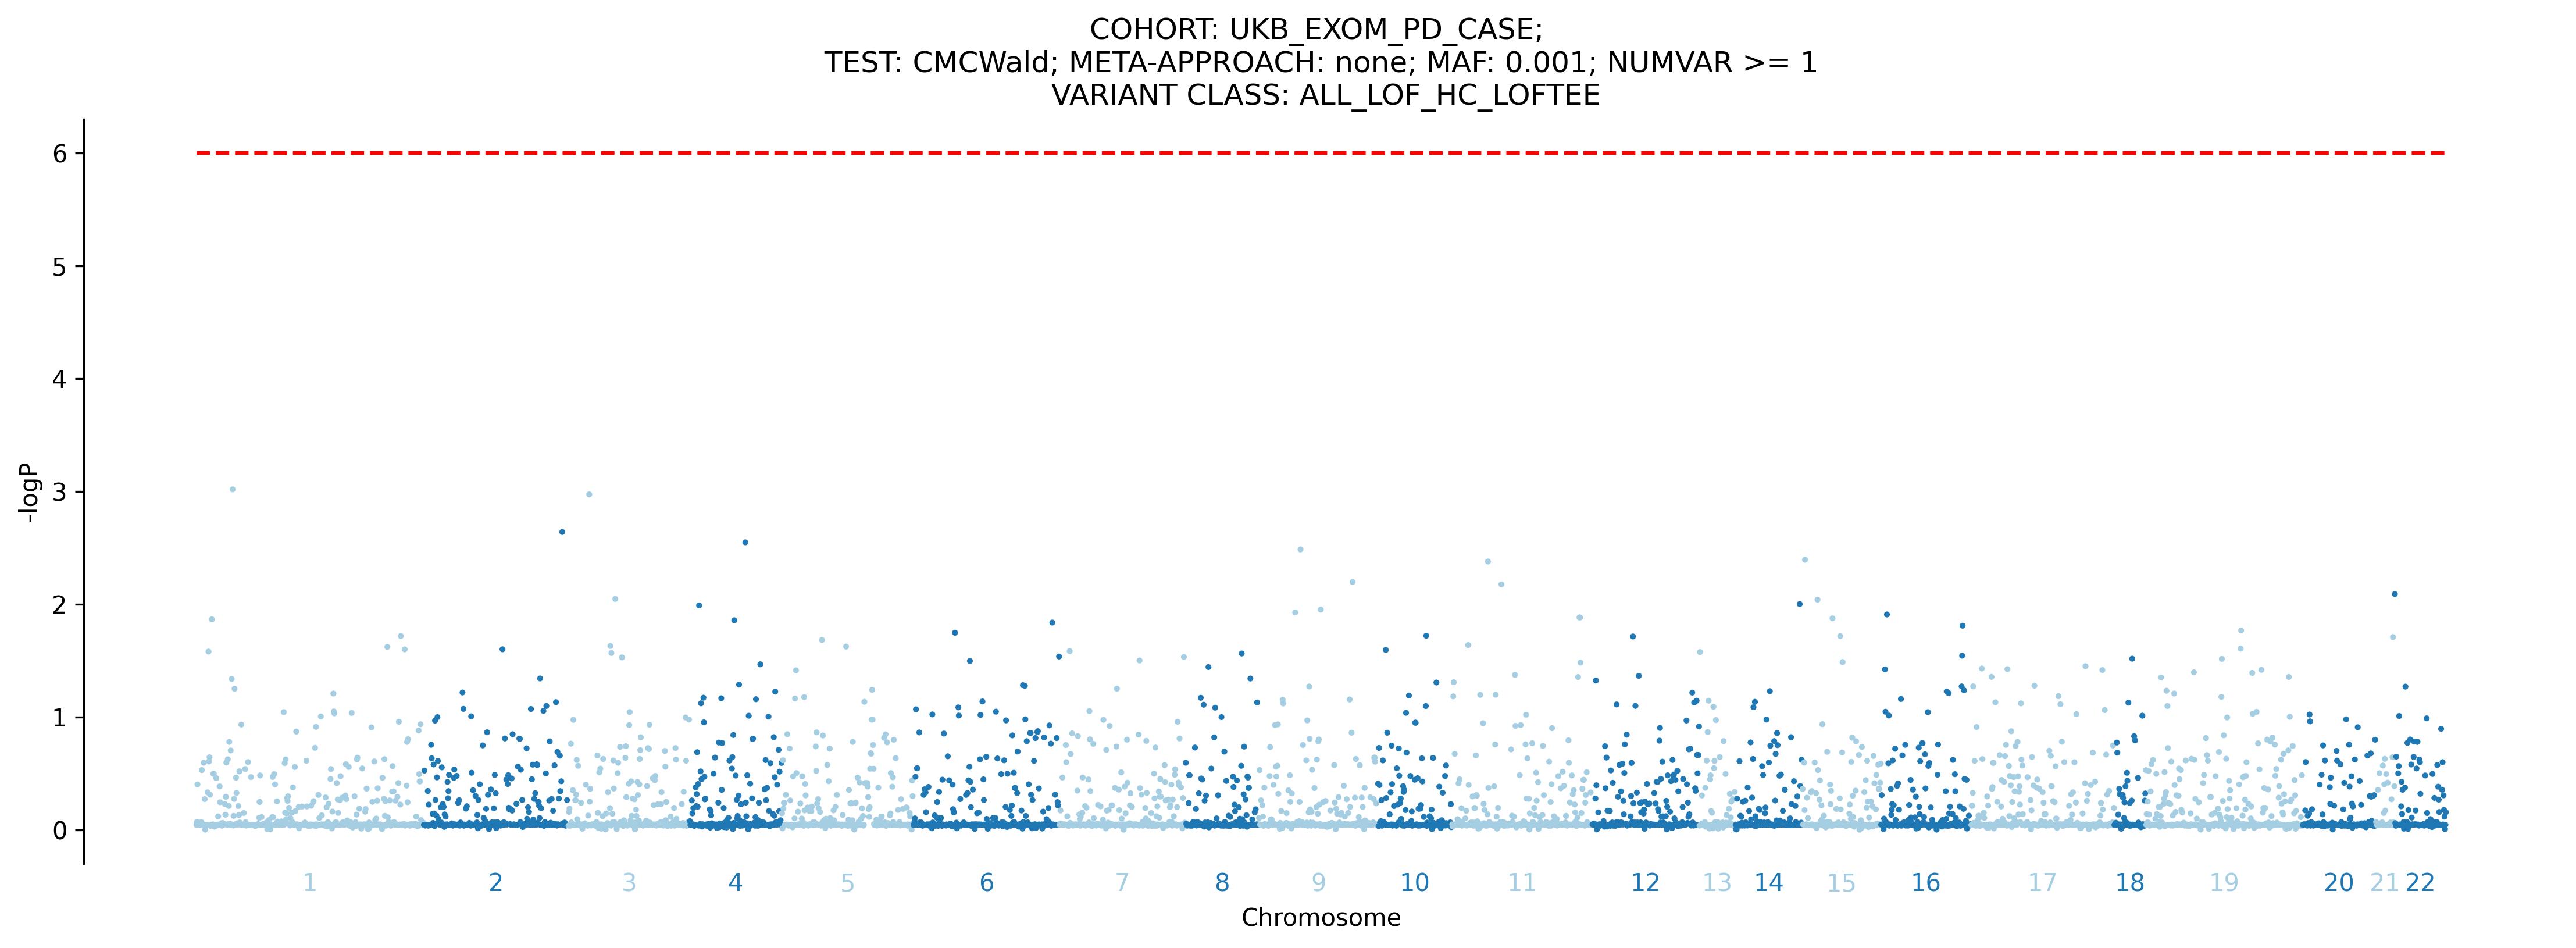 COHORT: UKB_EXOM_PD_CASE;
TEST: CMCWald; META-APPROACH: none; MAF: 0.001; NUMVAR >= 1
VARIANT CLASS: ALL_LOF_HC_LOFTEE
6
5
4
3
2
1
0
-logP
1 2 3 4 5 6 7 8 9 10 11 12 13 14 15 16 17 18 19 20 21 22
Chromosome